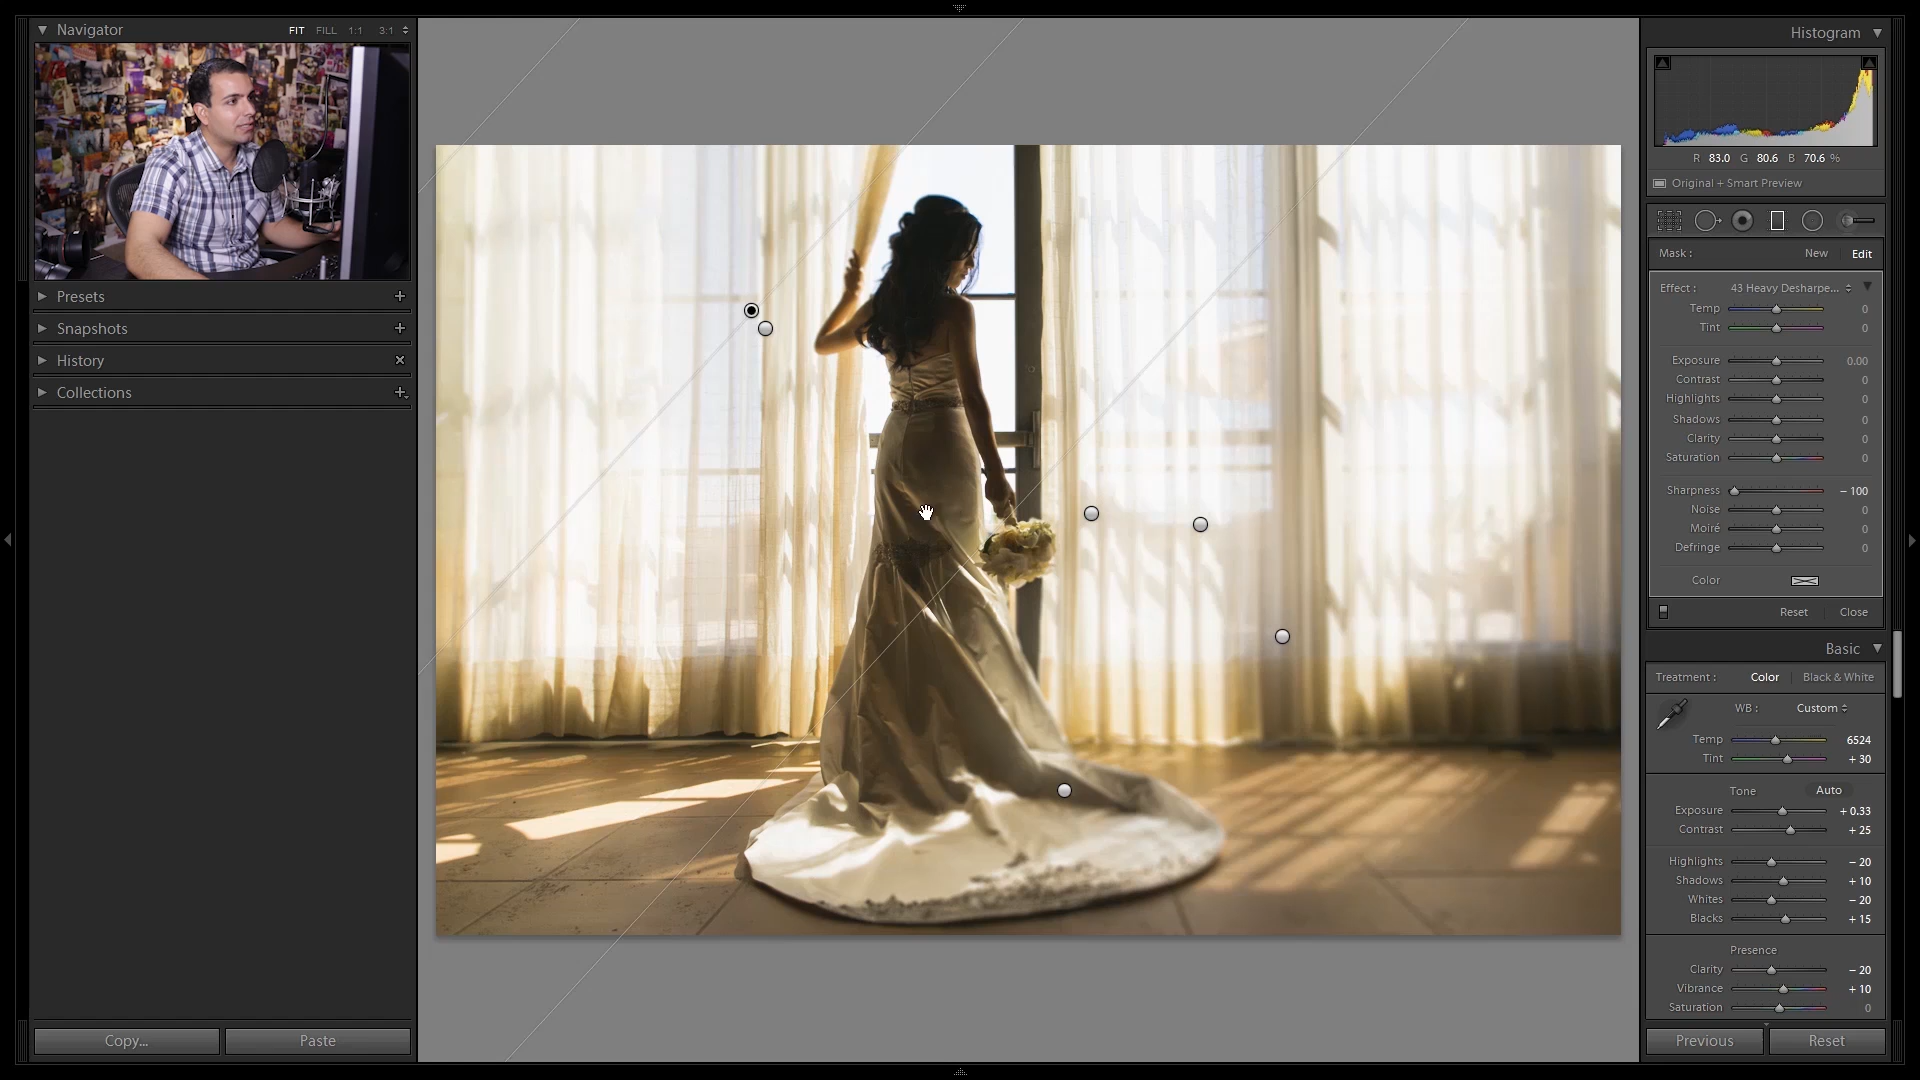 Navigator FIT FILL 1:1 3:1
Presets
Snapshots
History
Collections
Copy... Paste
Histogram
R 83.0 G 80.6 B 70.6 %
Original + Smart Preview
Mask : New Edit
Effect : 43 Heavy Desharpe...
Temp 0
Tint 0
Exposure 0.00
Contrast 0
Highlights 0
Shadows 0
Clarity 0
Saturation 0
Sharpness – 100
Noise 0
Moiré 0
Defringe 0
Color
Reset Close
Basic
Treatment : Color Black & White
WB : Custom
Temp 6524
Tint + 30
Tone Auto
Exposure + 0.33
Contrast + 25
Highlights – 20
Shadows + 10
Whites – 20
Blacks + 15
Presence
Clarity – 20
Vibrance + 10
Saturation 0
Previous Reset